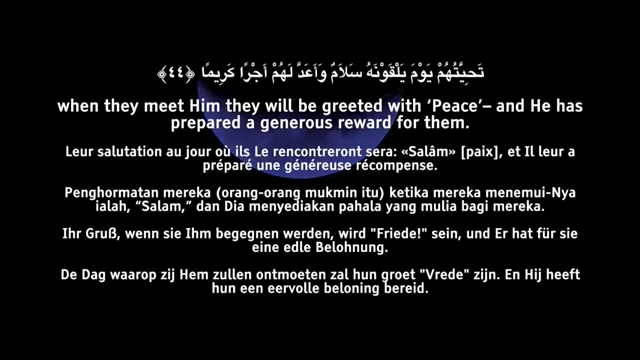 تَحِيَّتُهُمْ يَوْمَ يَلْقَوْنَهُ سَلَامٌ وَأَعَدَّ لَهُمْ أَجْرًا كَرِيمًا ﴿٤٤﴾
when they meet Him they will be greeted with ‘Peace’– and He has
prepared a generous reward for them.
Leur salutation au jour où ils Le rencontreront sera: «Salâm» [paix], et Il leur a
préparé une généreuse récompense.
Penghormatan mereka (orang-orang mukmin itu) ketika mereka menemui-Nya
ialah, “Salam,” dan Dia menyediakan pahala yang mulia bagi mereka.
Ihr Gruß, wenn sie Ihm begegnen werden, wird "Friede!" sein, und Er hat für sie
eine edle Belohnung.
De Dag waarop zij Hem zullen ontmoeten zal hun groet "Vrede" zijn. En Hij heeft
hun een eervolle beloning bereid.